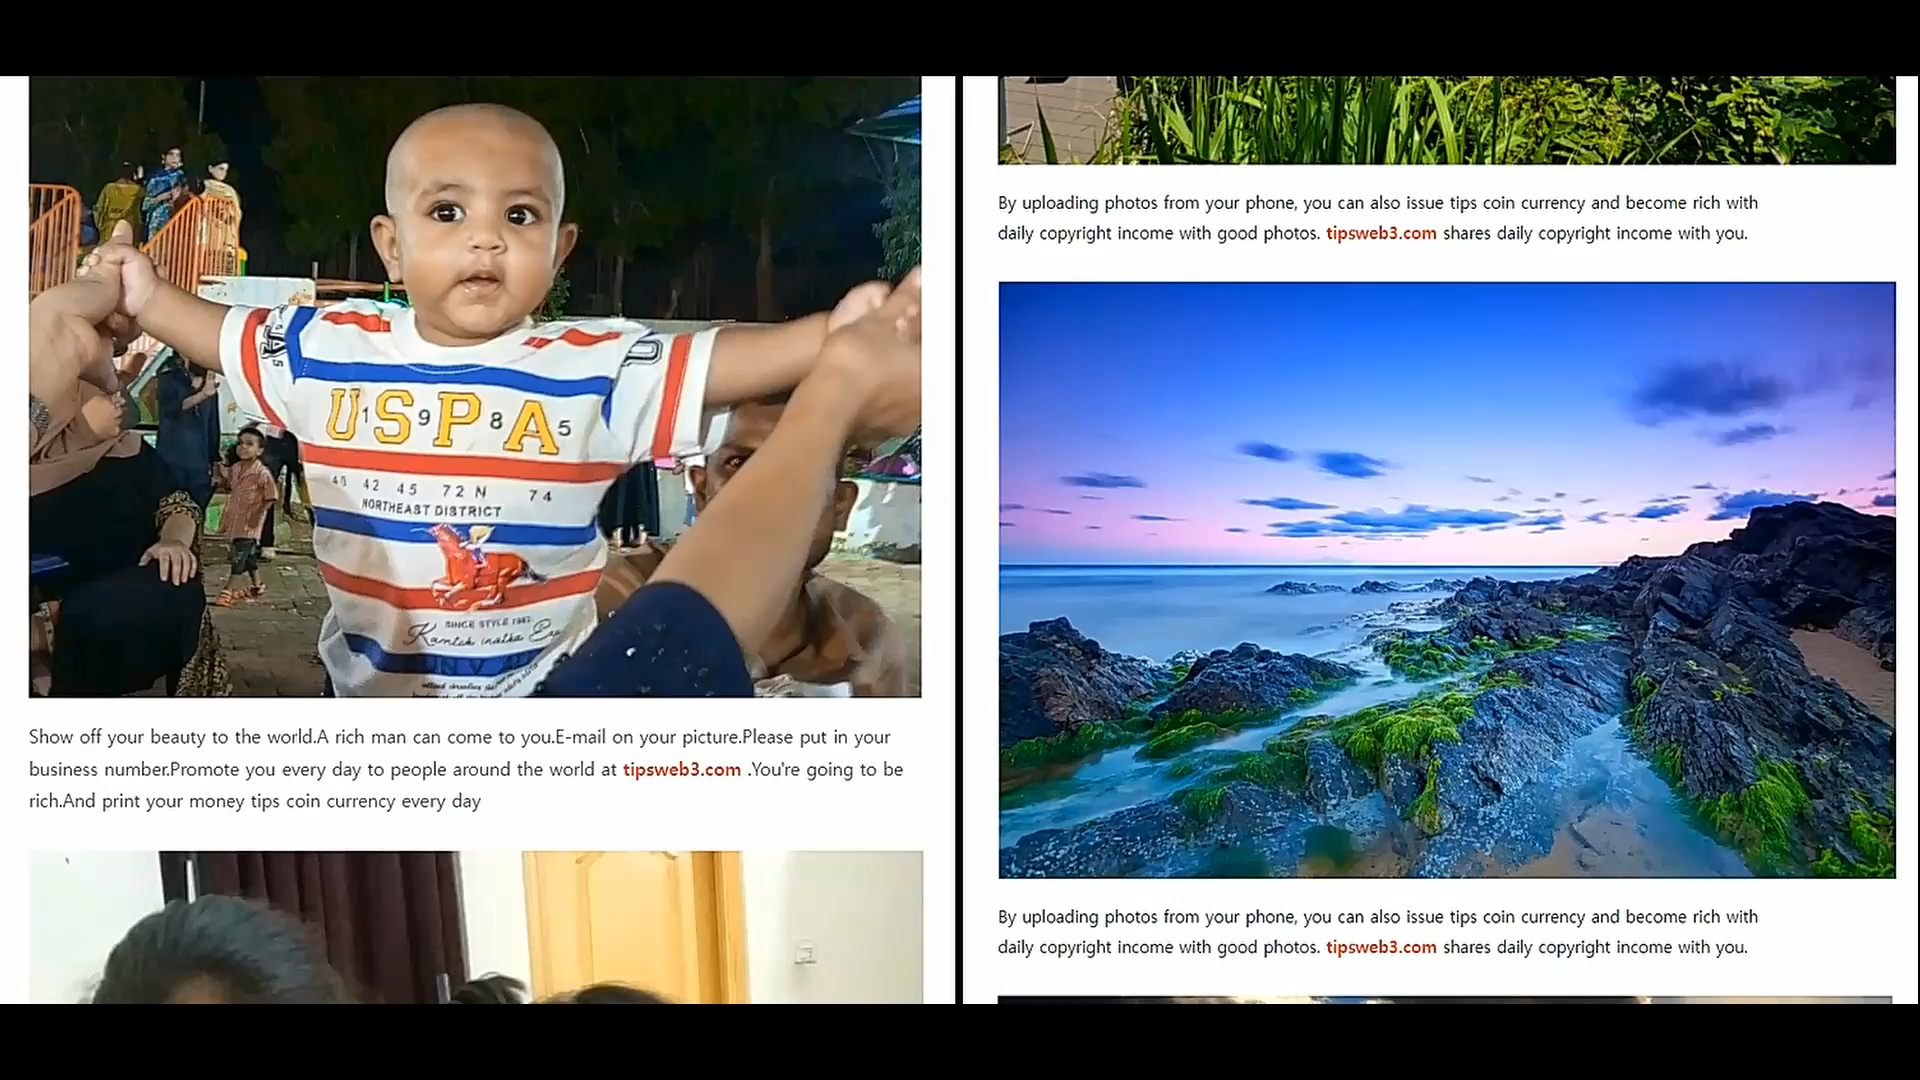 U S P A
1 9 8 5
42 45 72 N 74
NORTHEAST DISTRICT
SINCE STYLE
Show off your beauty to the world.A rich man can come to you.E-mail on your picture.Please put in your
business number.Promote you every day to people around the world at tipsweb3.com .You're going to be
rich.And print your money tips coin currency every day
By uploading photos from your phone, you can also issue tips coin currency and become rich with
daily copyright income with good photos. tipsweb3.com shares daily copyright income with you.
By uploading photos from your phone, you can also issue tips coin currency and become rich with
daily copyright income with good photos. tipsweb3.com shares daily copyright income with you.